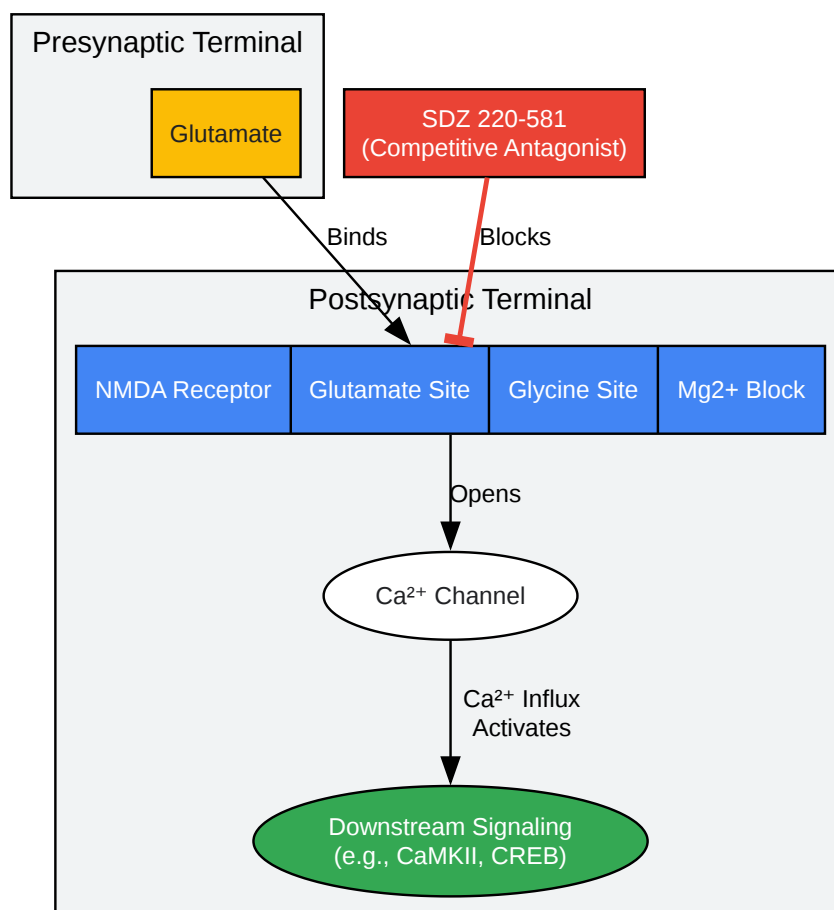 Presynaptic Terminal
Glutamate
SDZ 220-581
(Competitive Antagonist)
Binds
Blocks
Postsynaptic Terminal
NMDA Receptor
Glutamate Site
Glycine Site
Mg2+ Block
Opens
Ca²⁺ Channel
Ca²⁺ Influx
Activates
Downstream Signaling
(e.g., CaMKII, CREB)